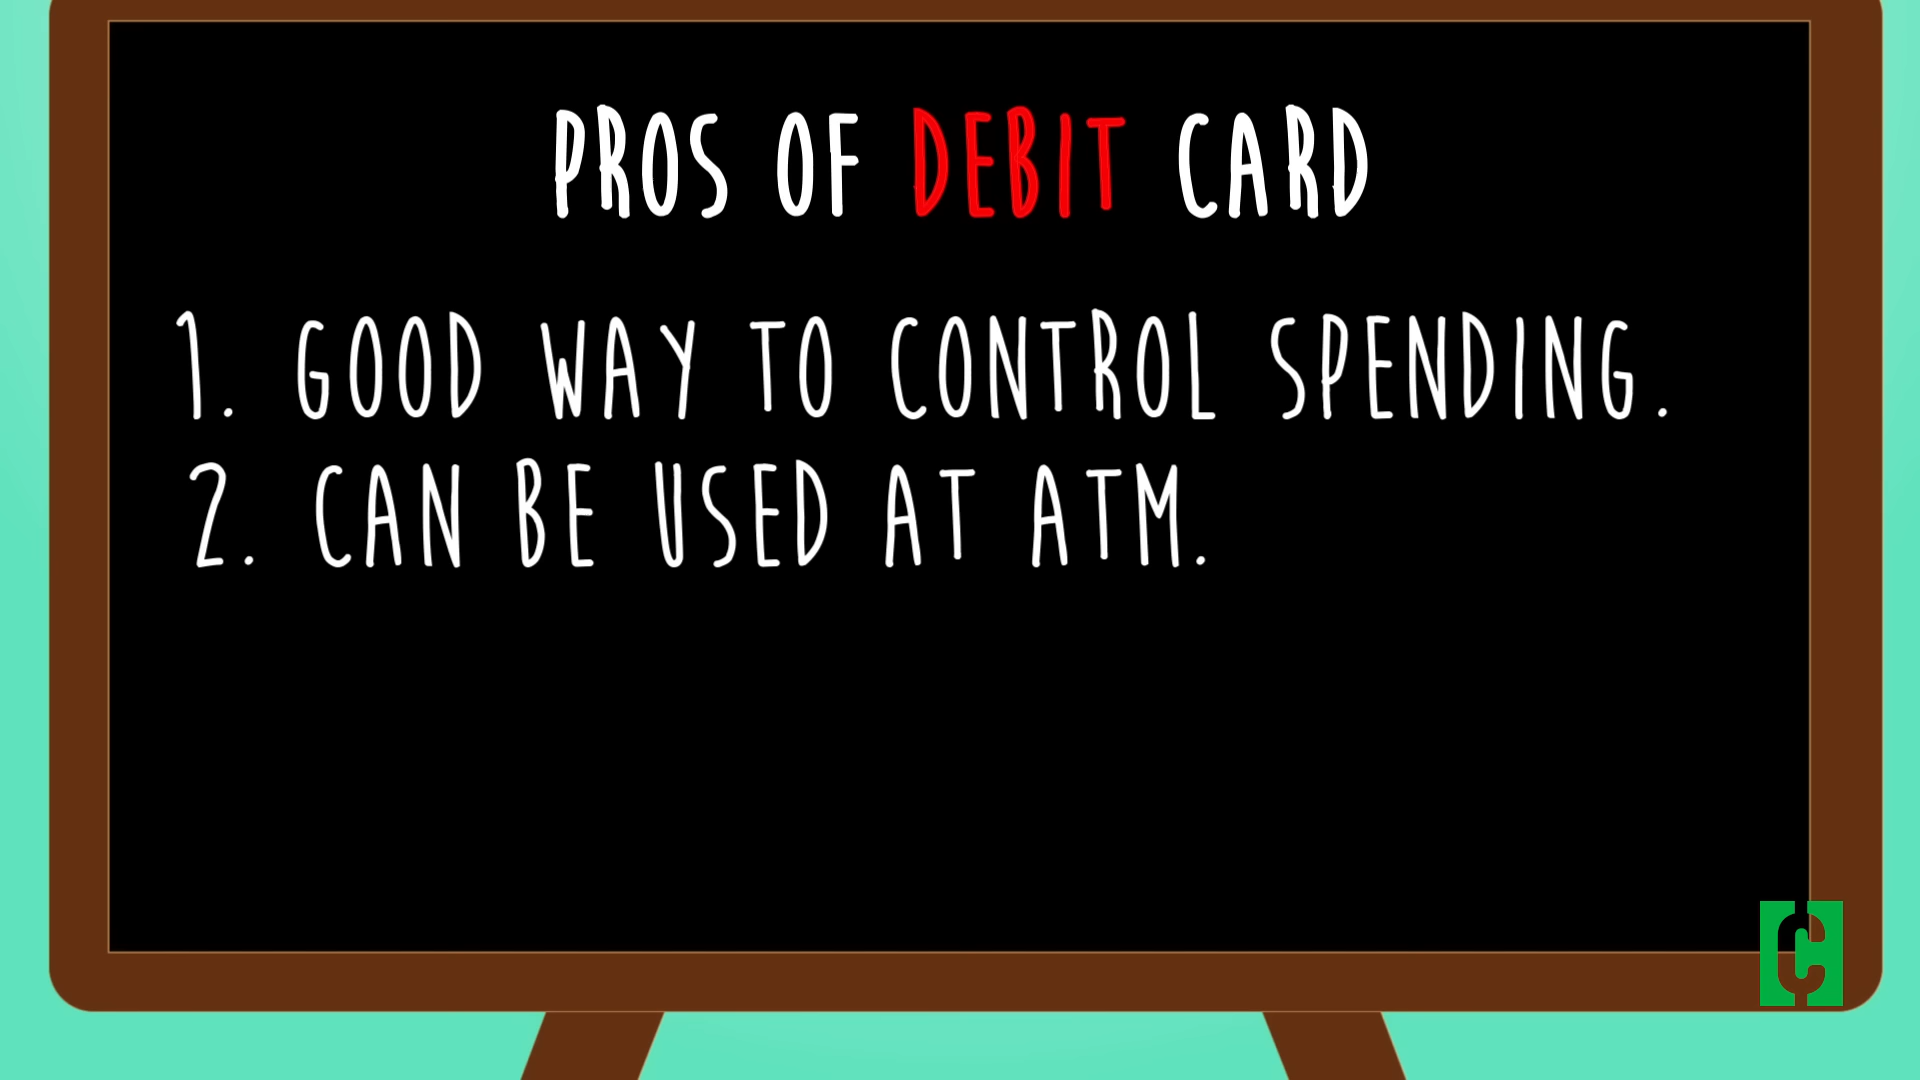 PROS OF DEBIT CARD
1. GOOD WAY TO CONTROL SPENDING.
2. CAN BE USED AT ATM.
C